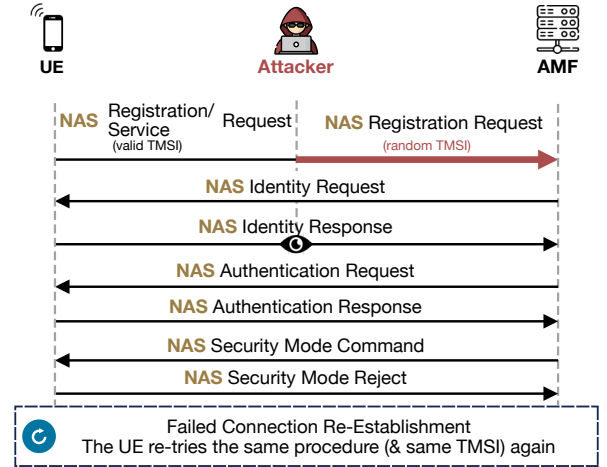 UE
Attacker
AMF
NAS Registration/ Service Request
(valid TMSI)
NAS Registration Request
(random TMSI)
NAS Identity Request
NAS Identity Response
NAS Authentication Request
NAS Authentication Response
NAS Security Mode Command
NAS Security Mode Reject
Failed Connection Re-Establishment
The UE re-tries the same procedure (& same TMSI) again